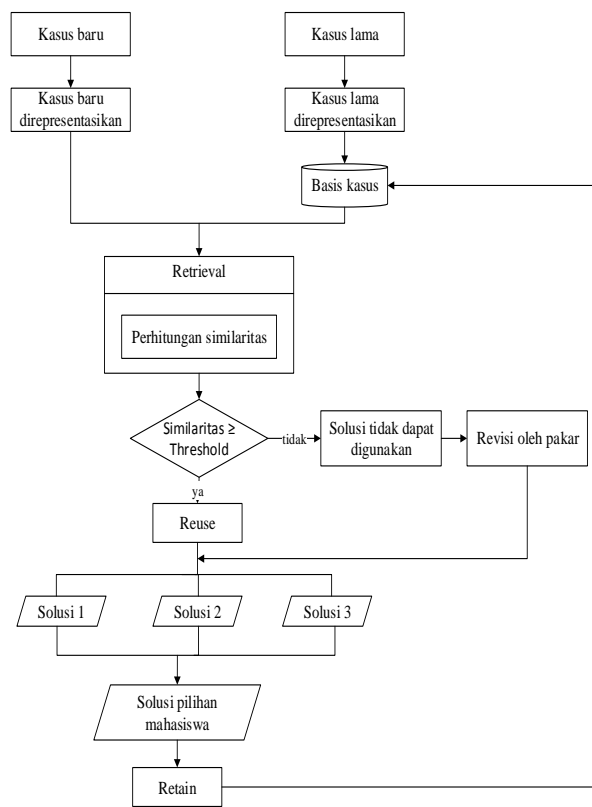 Kasus baru
Kasus lama
Kasus baru
direpresentasikan
Kasus lama
direpresentasikan
Basis kasus
Retrieval
Perhitungan similaritas
Similaritas ≥
Threshold
tidak
Solusi tidak dapat
digunakan
Revisi oleh pakar
ya
Reuse
Solusi 1
Solusi 2
Solusi 3
Solusi pilihan
mahasiswa
Retain